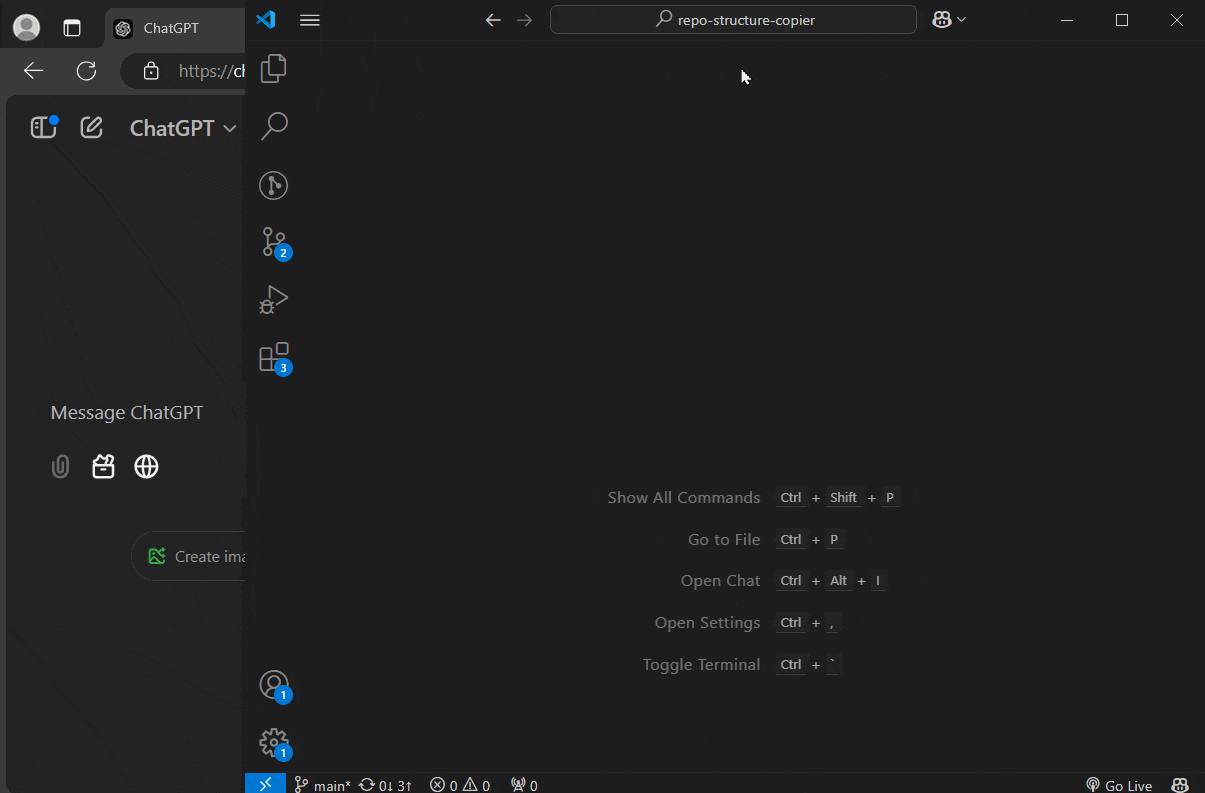 ChatGPT
https://ch
ChatGPT
Message ChatGPT
Create ima
repo-structure-copier
2
3
Show All Commands Ctrl + Shift + P
Go to File Ctrl + P
Open Chat Ctrl + Alt + I
Open Settings Ctrl + ,
Toggle Terminal Ctrl + `
1
1
main* 0↓ 3↑ 0 0 0 Go Live